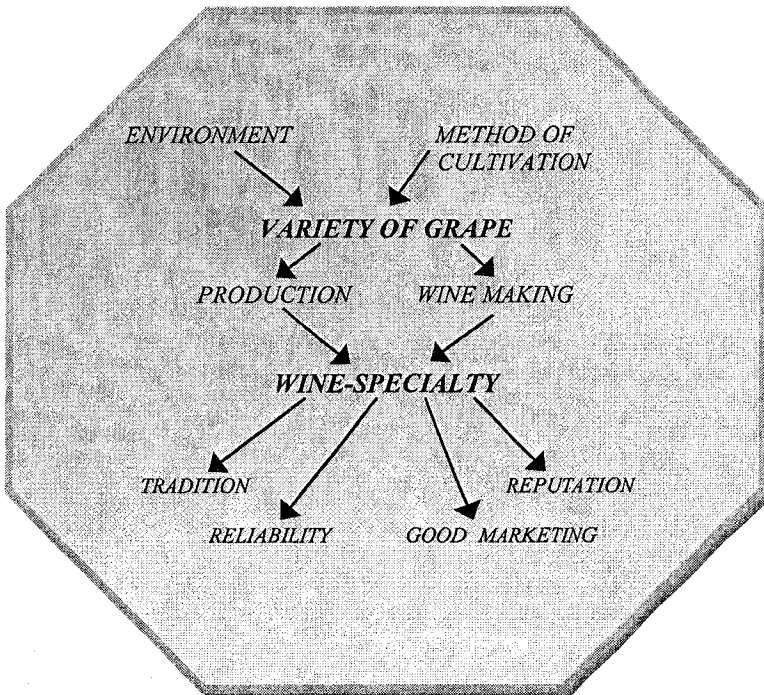 ENVIRONMENT
METHOD OF
CULTIVATION
VARIETY OF GRAPE
PRODUCTION
WINE MAKING
WINE-SPECIALTY
TRADITION
REPUTATION
RELIABILITY
GOOD MARKETING